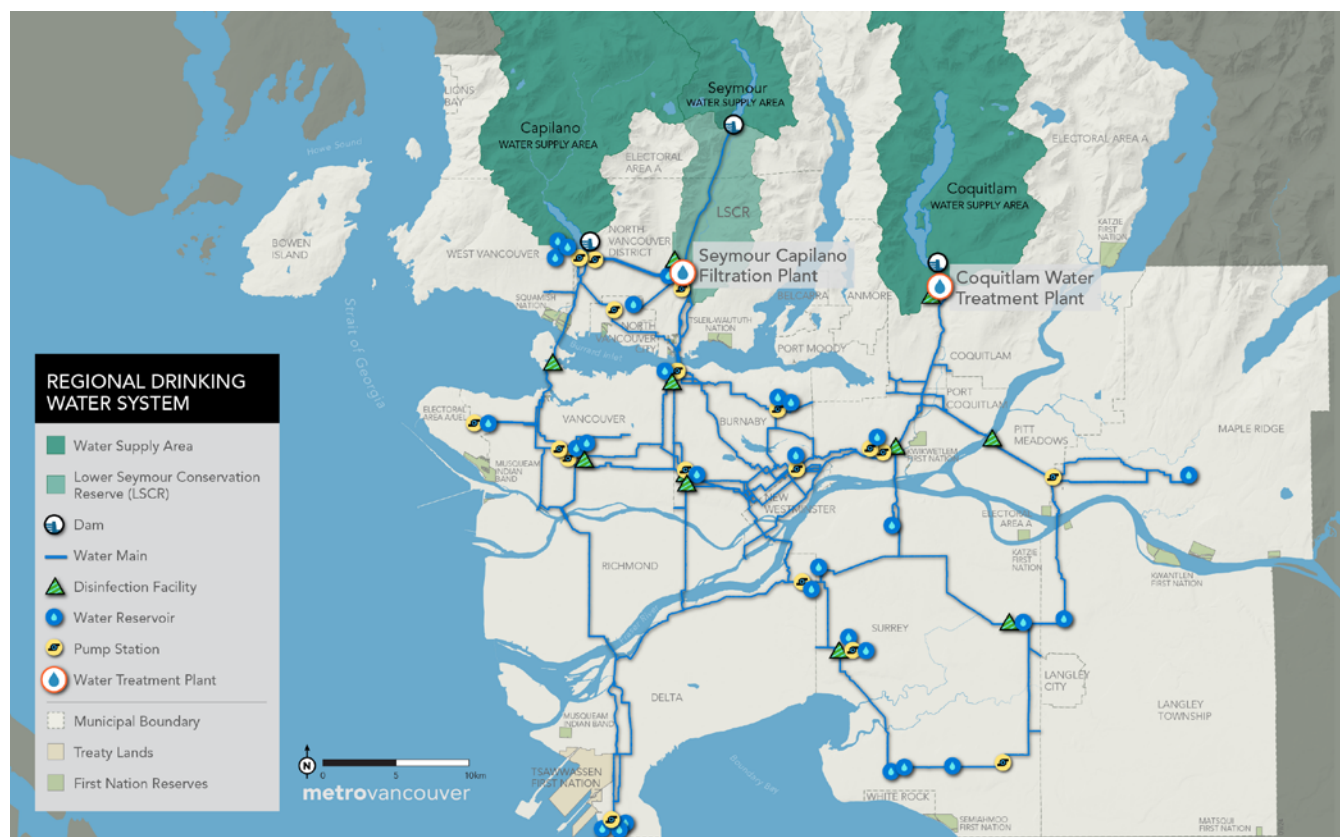 LIONS
BAY
Howe Sound
BOWEN
ISLAND
Capilano
WATER SUPPLY AREA
Seymour
WATER SUPPLY AREA
ELECTORAL
AREA A
LSCR
Coquitlam
WATER SUPPLY AREA
ELECTORAL AREA A
KATZIE
FIRST
NATION
WEST VANCOUVER
NORTH
VANCOUVER
DISTRICT
Seymour Capilano
Filtration Plant
Coquitlam Water
Treatment Plant
BELCARRA
ANMORE
SQUAMISH
NATION
NORTH
VANCOUVER
CITY
TSLEIL-WAUTUTH
NATION
PORT MOODY
COQUITLAM
PORT
COQUITLAM
Strait of Georgia
ELECTORAL
AREA A/UEL
VANCOUVER
BURNABY
PITT
MEADOWS
MAPLE RIDGE
MUSQUEAM
INDIAN
BAND
KWIKWETLEM
FIRST NATION
NEW
WESTMINSTER
ELECTORAL
AREA A
KATZIE
FIRST
NATION
KWANTLEN
FIRST NATION
RICHMOND
SURREY
LANGLEY
CITY
LANGLEY
TOWNSHIP
DELTA
MUSQUEAM
INDIAN BAND
TSAWWASSEN
FIRST NATION
Boundary Bay
WHITE ROCK
SEMIAHMOO
FIRST NATION
MATSQUI
FIRST NATION
REGIONAL DRINKING
WATER SYSTEM
Water Supply Area
Lower Seymour Conservation
Reserve (LSCR)
Dam
Water Main
Disinfection Facility
Water Reservoir
Pump Station
Water Treatment Plant
Municipal Boundary
Treaty Lands
First Nation Reserves
N
0 5 10km
metrovancouver